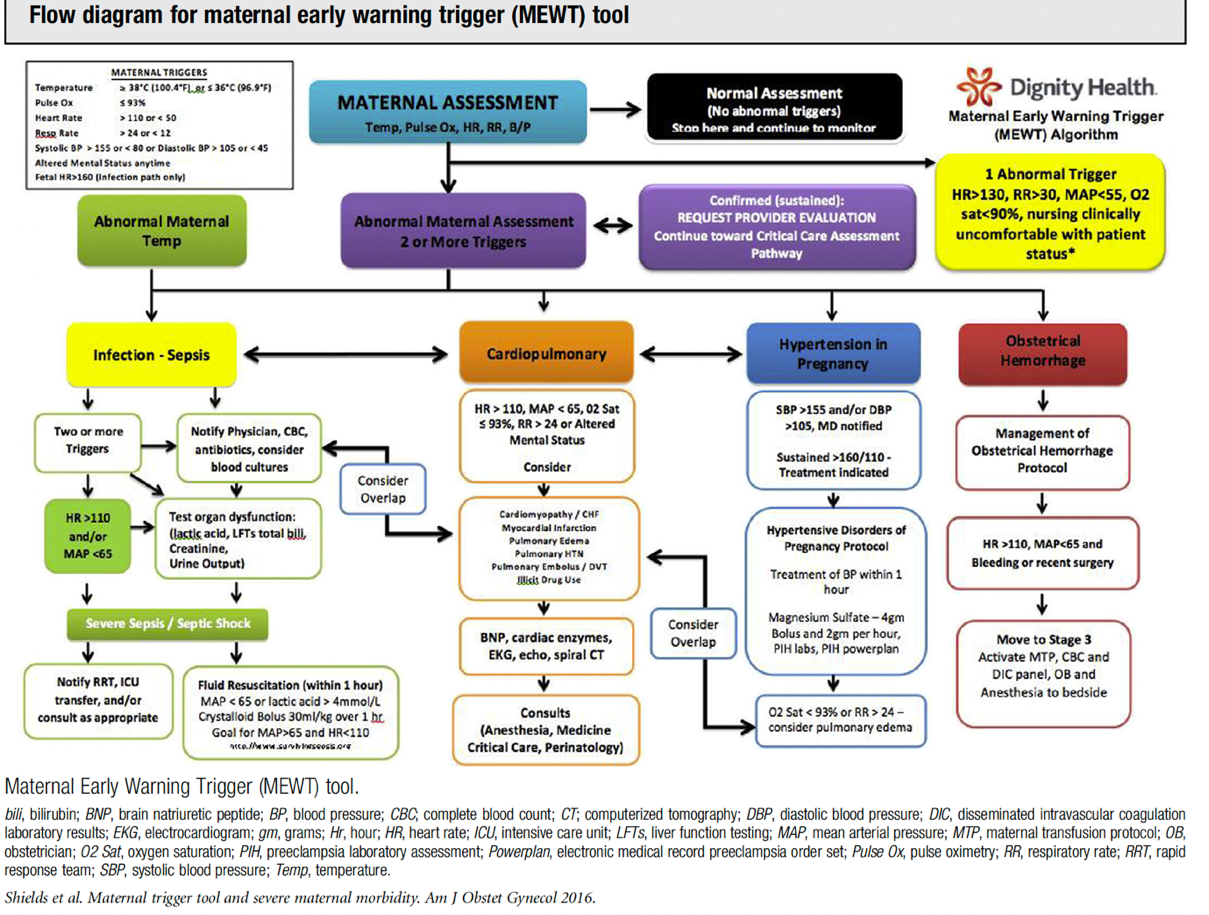 Flow diagram for maternal early warning trigger (MEWT) tool
MATERNAL TRIGGERS
Temperature ≥ 38°C (100.4°F), or ≤ 36°C (96.9°F)
Pulse Ox ≤ 93%
Heart Rate > 110 or < 50
Resp Rate > 24 or < 12
Systolic BP > 155 or < 80 or Diastolic BP > 105 or < 45
Altered Mental Status anytime
Fetal HR>160 (Infection path only)
MATERNAL ASSESSMENT
Temp, Pulse Ox, HR, RR, B/P
Normal Assessment
(No abnormal triggers)
Stop here and continue to monitor
Dignity Health.
Maternal Early Warning Trigger
(MEWT) Algorithm
1 Abnormal Trigger
HR>130, RR>30, MAP<55, O2
sat<90%, nursing clinically
uncomfortable with patient
status*
Abnormal Maternal
Temp
Abnormal Maternal Assessment
2 or More Triggers
Confirmed (sustained):
REQUEST PROVIDER EVALUATION
Continue toward Critical Care Assessment
Pathway
Infection - Sepsis
Cardiopulmonary
Hypertension in
Pregnancy
Obstetrical
Hemorrhage
Two or more
Triggers
Notify Physician, CBC,
antibiotics, consider
blood cultures
HR >110
and/or
MAP <65
Test organ dysfunction:
(lactic acid, LFTs total bili,
Creatinine,
Urine Output)
Severe Sepsis / Septic Shock
Notify RRT, ICU
transfer, and/or
consult as appropriate
Fluid Resuscitation (within 1 hour)
MAP < 65 or lactic acid > 4mmol/L
Crystalloid Bolus 30ml/kg over 1 hr
Goal for MAP>65 and HR<110
http://www.survivingsepsis.org
Consider
Overlap
HR > 110, MAP < 65, 02 Sat
≤ 93%, RR > 24 or Altered
Mental Status
Consider
Cardiomyopathy / CHF
Myocardial Infarction
Pulmonary Edema
Pulmonary HTN
Pulmonary Embolus / DVT
Illicit Drug Use
BNP, cardiac enzymes,
EKG, echo, spiral CT
Consults
(Anesthesia, Medicine
Critical Care, Perinatology)
Consider
Overlap
SBP >155 and/or DBP
>105, MD notified
Sustained >160/110 -
Treatment indicated
Hypertensive Disorders of
Pregnancy Protocol
Treatment of BP within 1
hour
Magnesium Sulfate – 4gm
Bolus and 2gm per hour,
PIH labs, PIH powerplan
O2 Sat < 93% or RR > 24 –
consider pulmonary edema
Management of
Obstetrical Hemorrhage
Protocol
HR >110, MAP<65 and
Bleeding or recent surgery
Move to Stage 3
Activate MTP, CBC and
DIC panel, OB and
Anesthesia to bedside
Maternal Early Warning Trigger (MEWT) tool.
bili, bilirubin; BNP, brain natriuretic peptide; BP, blood pressure; CBC, complete blood count; CT; computerized tomography; DBP, diastolic blood pressure; DIC, disseminated intravascular coagulation
laboratory results; EKG, electrocardiogram; gm, grams; Hr, hour; HR, heart rate; ICU, intensive care unit; LFTs, liver function testing; MAP, mean arterial pressure; MTP, maternal transfusion protocol; OB,
obstetrician; O2 Sat, oxygen saturation; PIH, preeclampsia laboratory assessment; Powerplan, electronic medical record preeclampsia order set; Pulse Ox, pulse oximetry; RR, respiratory rate; RRT, rapid
response team; SBP, systolic blood pressure; Temp, temperature.
Shields et al. Maternal trigger tool and severe maternal morbidity. Am J Obstet Gynecol 2016.